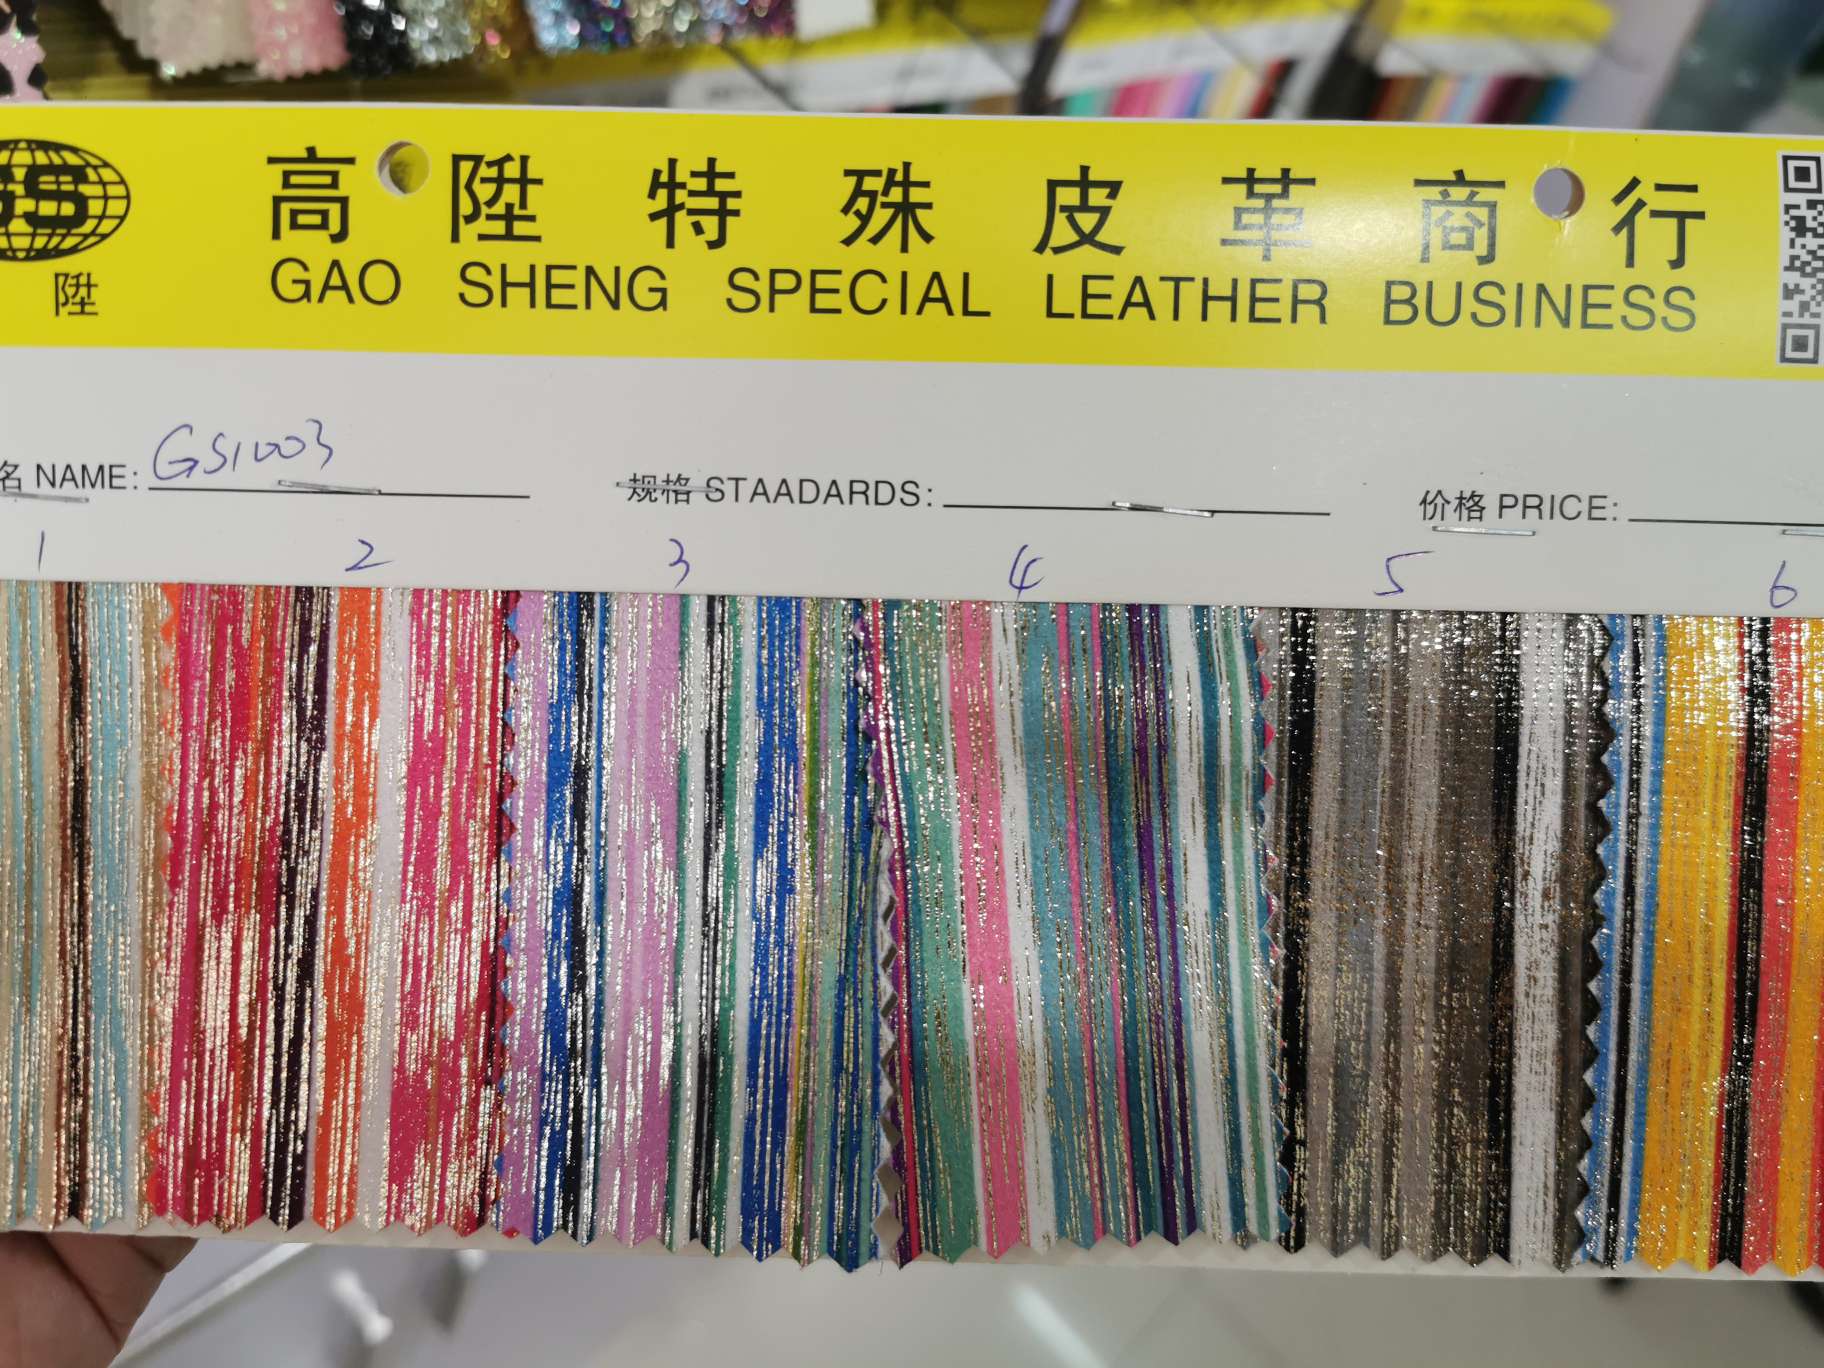 GS
陞
高陞特殊皮革商行
GAO SHENG SPECIAL LEATHER BUSINESS
名 NAME: GS1003
规格 STAADARDS:
价格 PRICE:
1 2 3 4 5 6